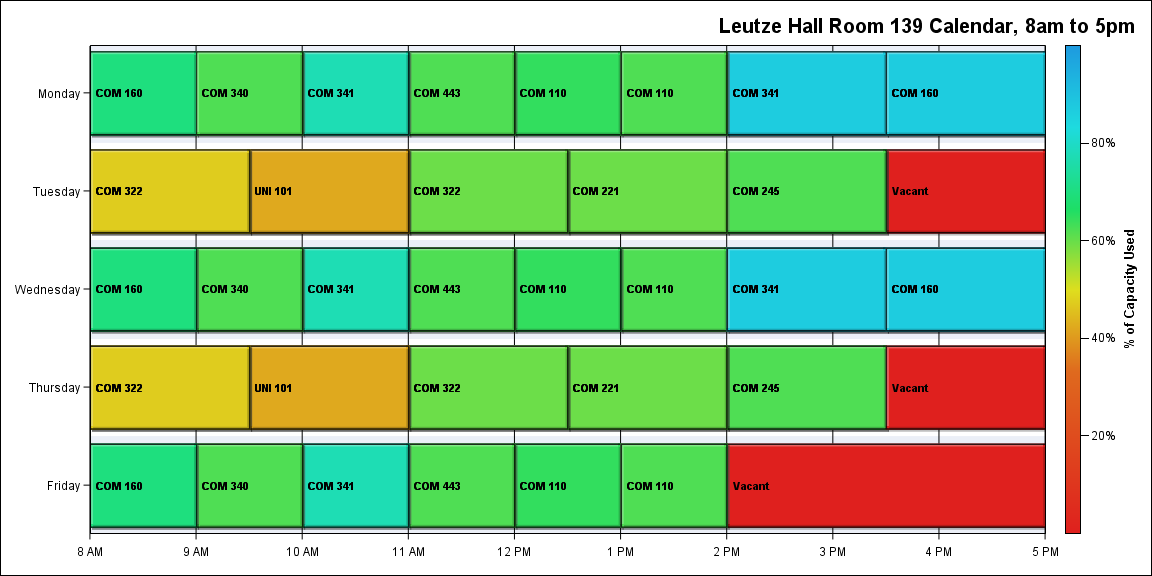 Leutze Hall Room 139 Calendar, 8am to 5pm
Monday
COM 160
COM 340
COM 341
COM 443
COM 110
COM 110
COM 341
COM 160
Tuesday
COM 322
UNI 101
COM 322
COM 221
COM 245
Vacant
Wednesday
COM 160
COM 340
COM 341
COM 443
COM 110
COM 110
COM 341
COM 160
Thursday
COM 322
UNI 101
COM 322
COM 221
COM 245
Vacant
Friday
COM 160
COM 340
COM 341
COM 443
COM 110
COM 110
Vacant
8 AM
9 AM
10 AM
11 AM
12 PM
1 PM
2 PM
3 PM
4 PM
5 PM
80%
60%
40%
20%
% of Capacity Used